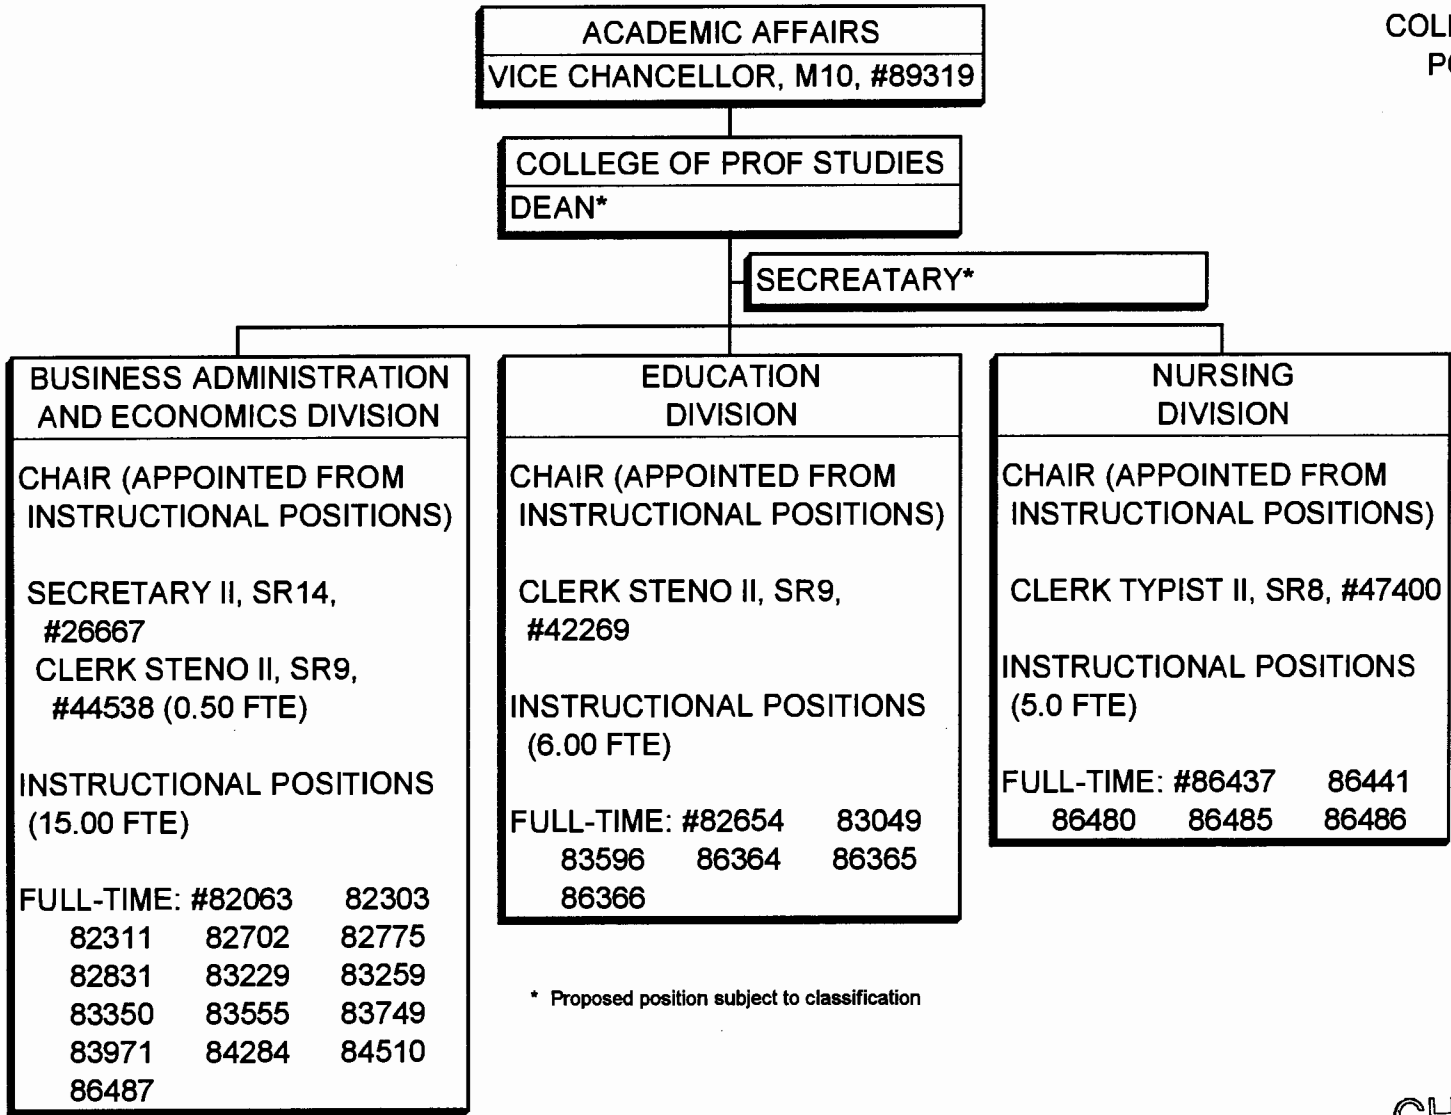 COLL
PO
ACADEMIC AFFAIRS
VICE CHANCELLOR, M10, #89319
COLLEGE OF PROF STUDIES
DEAN*
SECREATARY*
BUSINESS ADMINISTRATION
AND ECONOMICS DIVISION
CHAIR (APPOINTED FROM
INSTRUCTIONAL POSITIONS)
SECRETARY II, SR14,
#26667
CLERK STENO II, SR9,
#44538 (0.50 FTE)
INSTRUCTIONAL POSITIONS
(15.00 FTE)
FULL-TIME: #82063 82303
82311 82702 82775
82831 83229 83259
83350 83555 83749
83971 84284 84510
86487
EDUCATION
DIVISION
CHAIR (APPOINTED FROM
INSTRUCTIONAL POSITIONS)
CLERK STENO II, SR9,
#42269
INSTRUCTIONAL POSITIONS
(6.00 FTE)
FULL-TIME: #82654 83049
83596 86364 86365
86366
NURSING
DIVISION
CHAIR (APPOINTED FROM
INSTRUCTIONAL POSITIONS)
CLERK TYPIST II, SR8, #47400
INSTRUCTIONAL POSITIONS
(5.0 FTE)
FULL-TIME: #86437 86441
86480 86485 86486
* Proposed position subject to classification